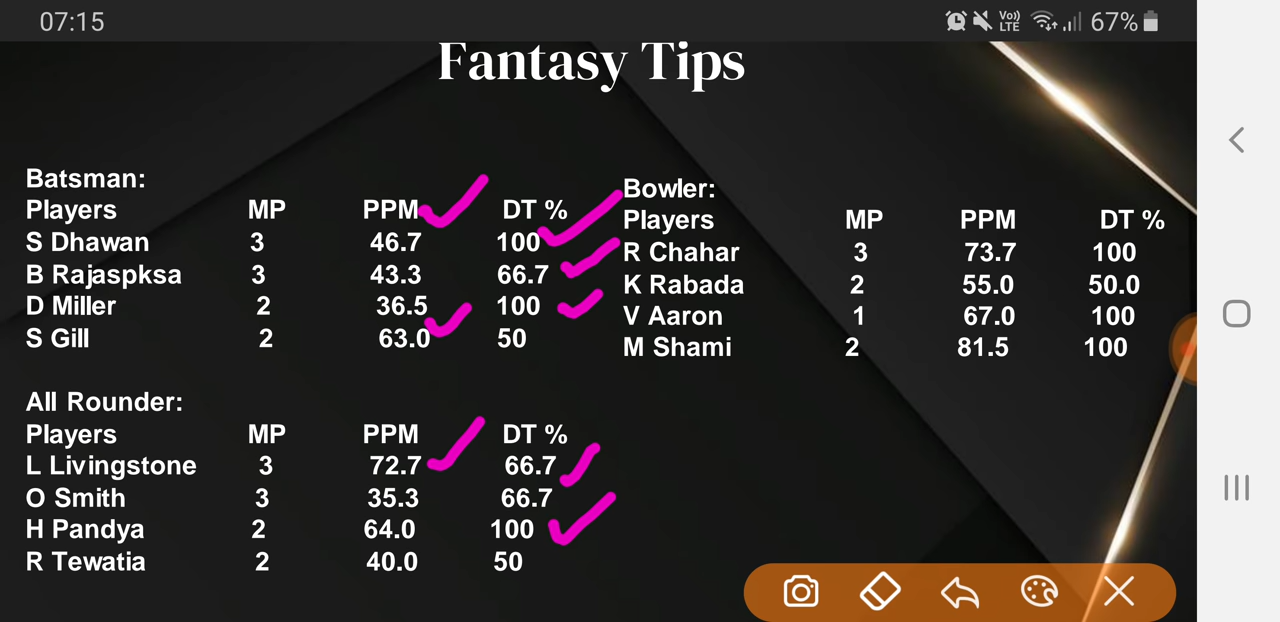 07:15 Vo) LTE 67%
Fantasy Tips
Batsman:
Players MP PPM DT %
S Dhawan 3 46.7 100
B Rajaspksa 3 43.3 66.7
D Miller 2 36.5 100
S Gill 2 63.0 50
Bowler:
Players MP PPM DT %
R Chahar 3 73.7 100
K Rabada 2 55.0 50.0
V Aaron 1 67.0 100
M Shami 2 81.5 100
All Rounder:
Players MP PPM DT %
L Livingstone 3 72.7 66.7
O Smith 3 35.3 66.7
H Pandya 2 64.0 100
R Tewatia 2 40.0 50